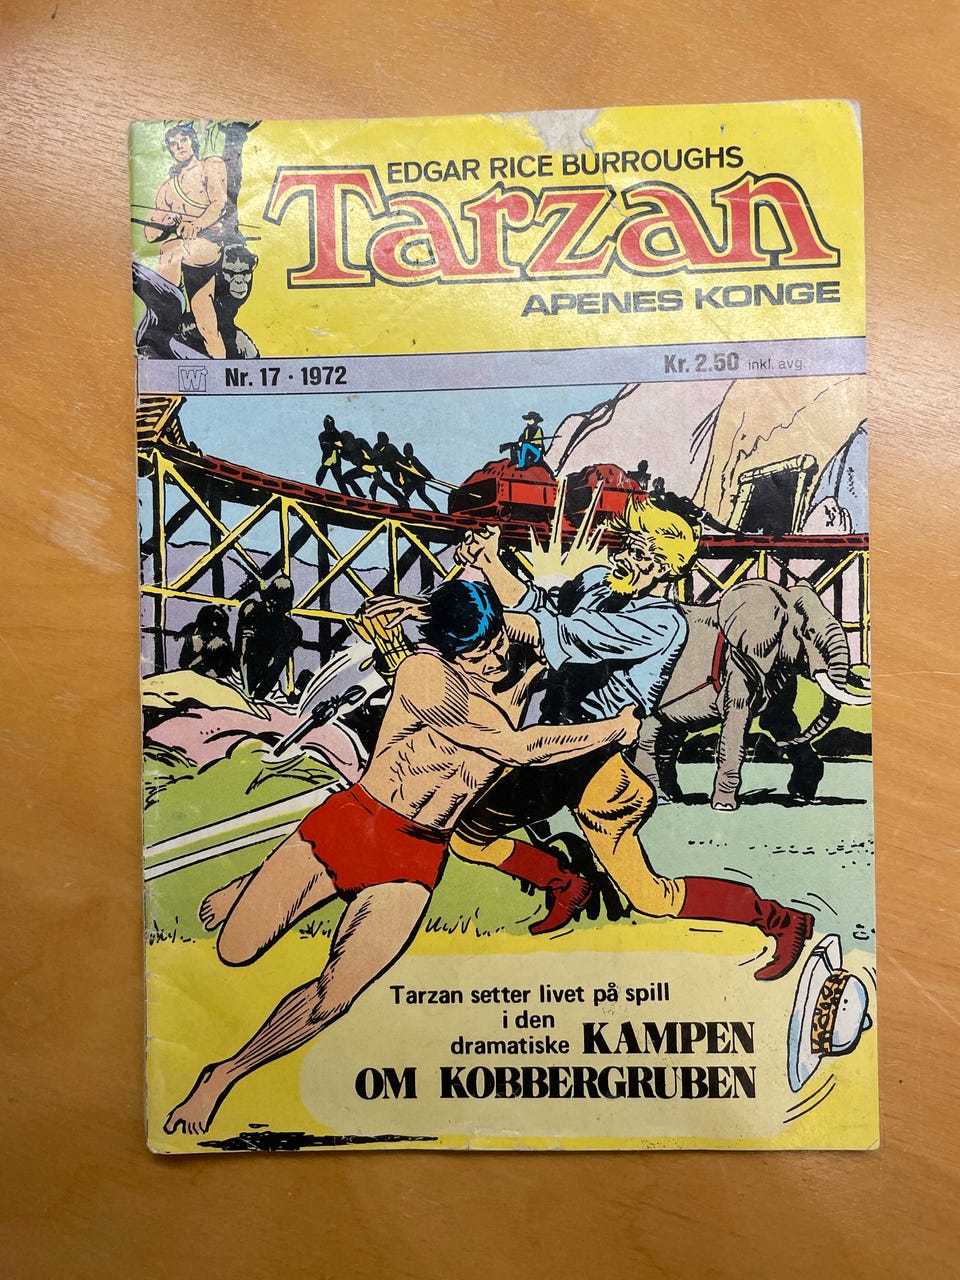 EDGAR RICE BURROUGHS
Tarzan
APENES KONGE
W
Nr. 17 · 1972
Kr. 2.50 inkl. avg.
Tarzan setter livet på spill
i den
dramatiske KAMPEN
OM KOBBERGRUBEN